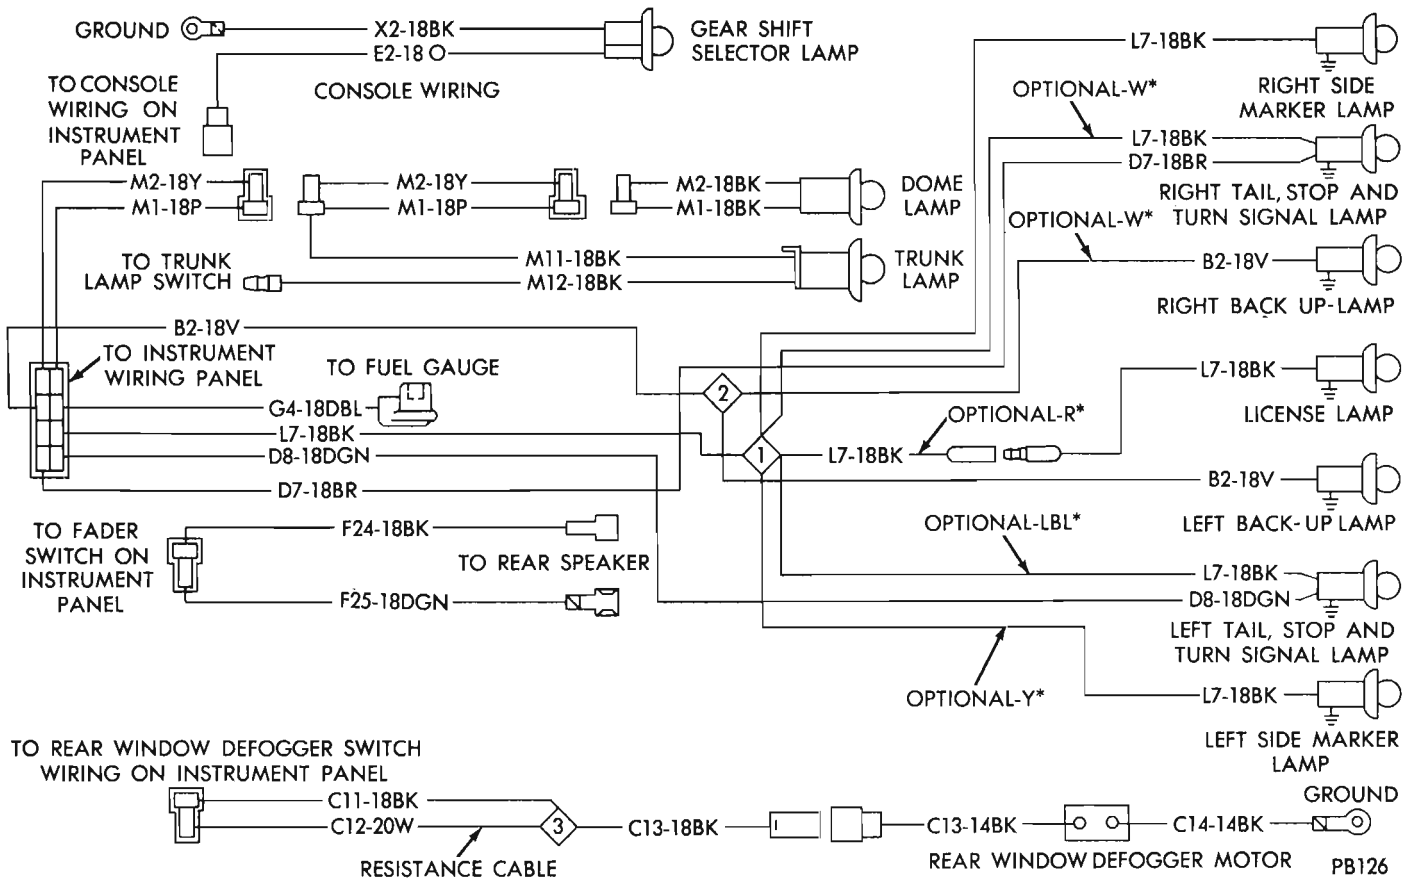 GROUND
X2-18BK
E2-18 O
GEAR SHIFT
SELECTOR LAMP
TO CONSOLE
WIRING ON
INSTRUMENT
PANEL
CONSOLE WIRING
L7-18BK
RIGHT SIDE
MARKER LAMP
OPTIONAL-W*
L7-18BK
D7-18BR
RIGHT TAIL, STOP AND
TURN SIGNAL LAMP
M2-18Y
M1-18P
M2-18Y
M1-18P
M2-18BK
M1-18BK
DOME
LAMP
OPTIONAL-W*
B2-18V
RIGHT BACK UP-LAMP
TO TRUNK
LAMP SWITCH
M11-18BK
M12-18BK
TRUNK
LAMP
B2-18V
TO INSTRUMENT
WIRING PANEL
TO FUEL GAUGE
G4-18DBL
L7-18BK
D8-18DGN
D7-18BR
2
1
L7-18BK
OPTIONAL-R*
L7-18BK
LICENSE LAMP
B2-18V
LEFT BACK-UP LAMP
TO FADER
SWITCH ON
INSTRUMENT
PANEL
F24-18BK
TO REAR SPEAKER
F25-18DGN
OPTIONAL-LBL*
L7-18BK
D8-18DGN
LEFT TAIL, STOP AND
TURN SIGNAL LAMP
OPTIONAL-Y*
L7-18BK
LEFT SIDE MARKER
LAMP
TO REAR WINDOW DEFOGGER SWITCH
WIRING ON INSTRUMENT PANEL
C11-18BK
C12-20W
RESISTANCE CABLE
3
C13-18BK
C13-14BK
C14-14BK
GROUND
REAR WINDOW DEFOGGER MOTOR
PB126